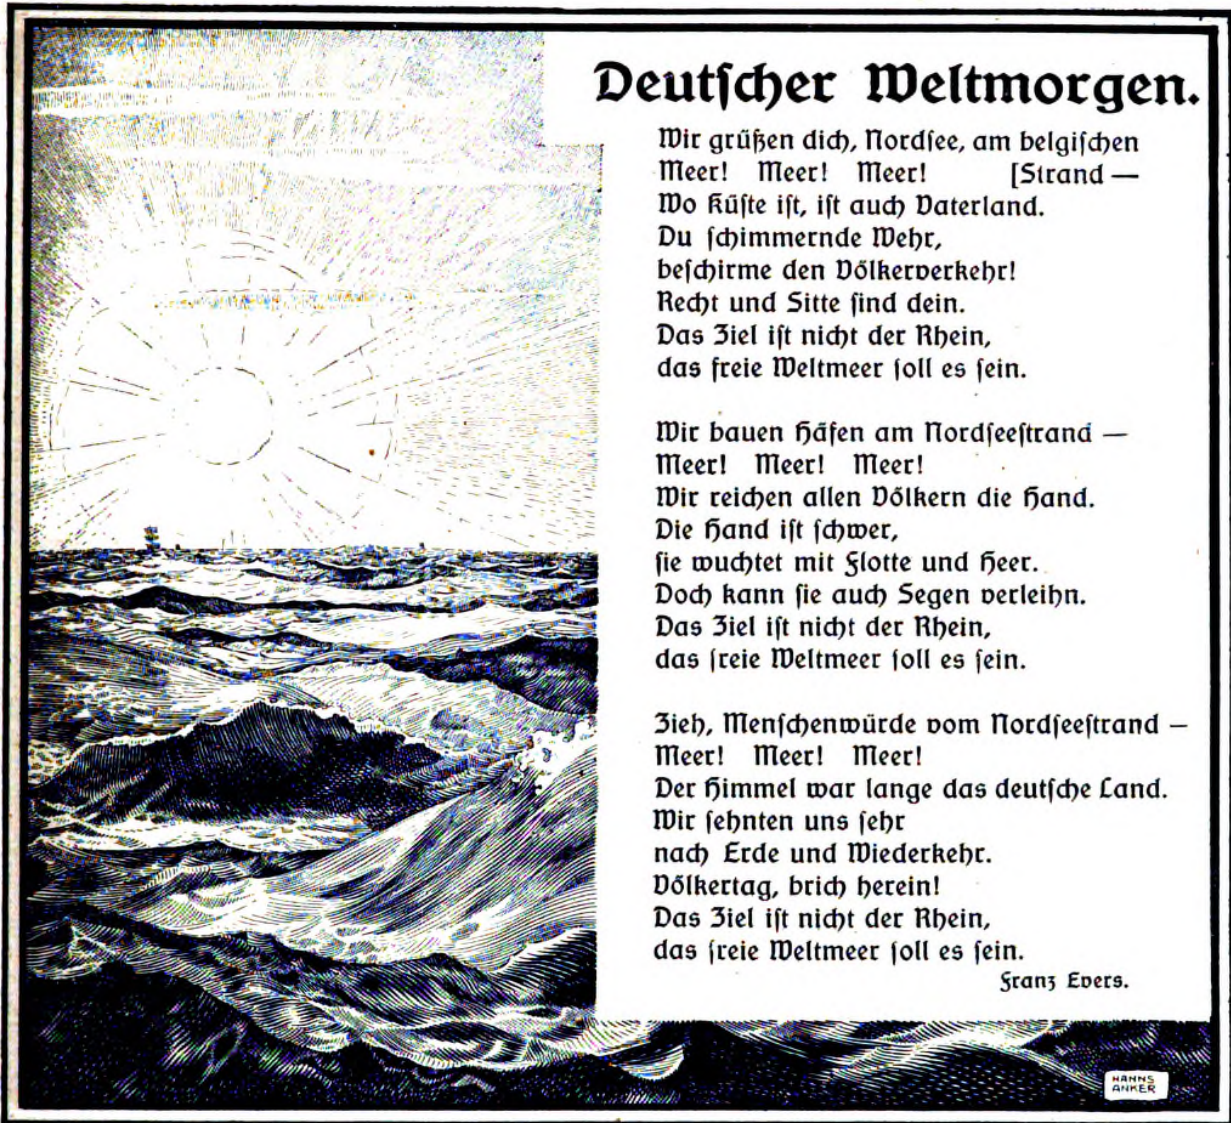 Deutſcher Weltmorgen.
Wir grüßen dich, Nordſee, am belgiſchen
Meer! Meer! Meer! [Strand —
Wo Küſte iſt, iſt auch Vaterland.
Du ſchimmernde Wehr,
beſchirme den Völkerverkehr!
Recht und Sitte ſind dein.
Das Ziel iſt nicht der Rhein,
das freie Weltmeer ſoll es ſein.

Wir bauen Häfen am Nordſeeſtrand —
Meer! Meer! Meer!
Wir reichen allen Völkern die Hand.
Die Hand iſt ſchwer,
ſie wuchtet mit Flotte und Heer.
Doch kann ſie auch Segen verleihn.
Das Ziel iſt nicht der Rhein,
das freie Weltmeer ſoll es ſein.

Zieh, Menſchenwürde vom Nordſeeſtrand —
Meer! Meer! Meer!
Der Himmel war lange das deutſche Land.
Wir ſehnten uns ſehr
nach Erde und Wiederkehr.
Völkertag, brich herein!
Das Ziel iſt nicht der Rhein,
das freie Weltmeer ſoll es ſein.
Franz Evers.
HANNS
ANKER